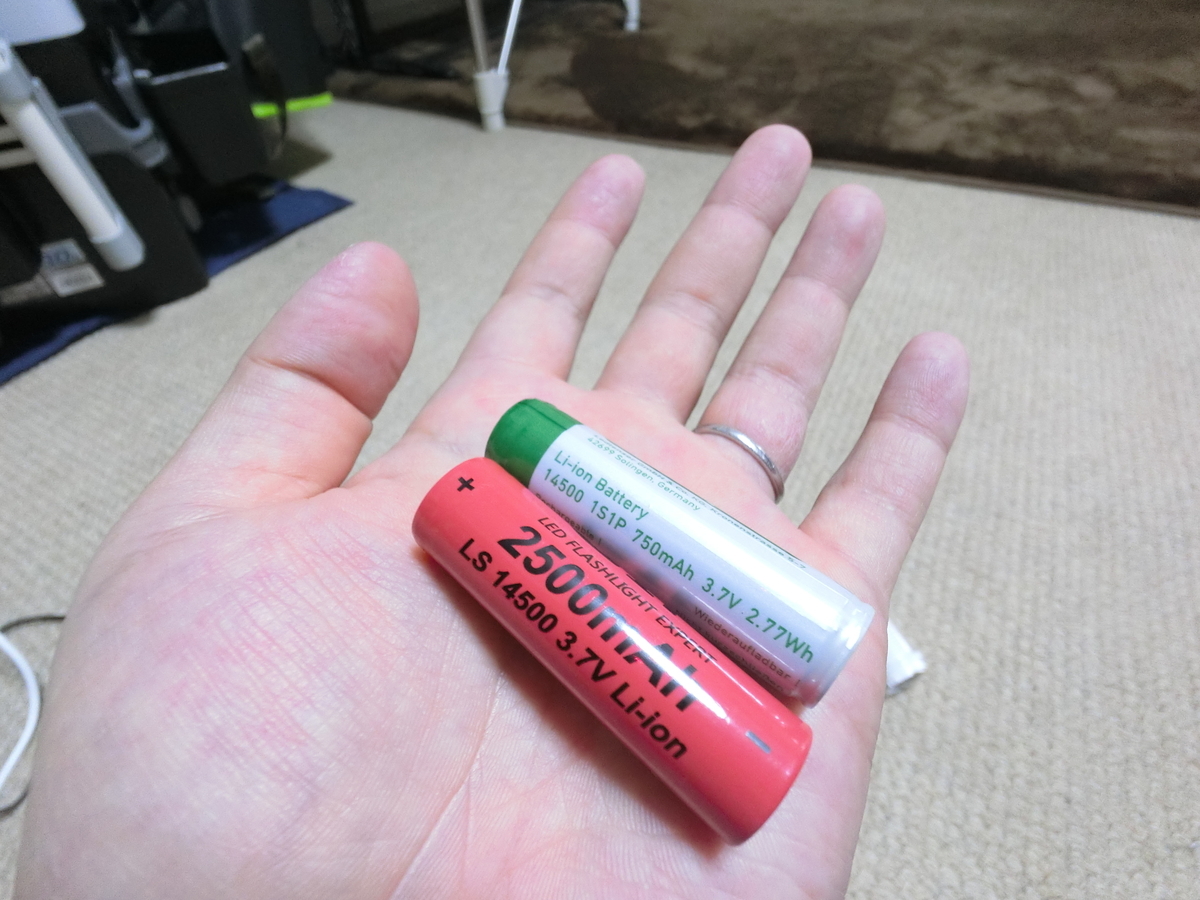 42699 Solingen, Germany
Li-ion Battery
14500 1S1P 750mAh 3.7V 2.77Wh
Wiederaufladbar
+
LED FLASHLIGHT EXPERT
2500mAH
LS 14500 3.7V Li-ion
-